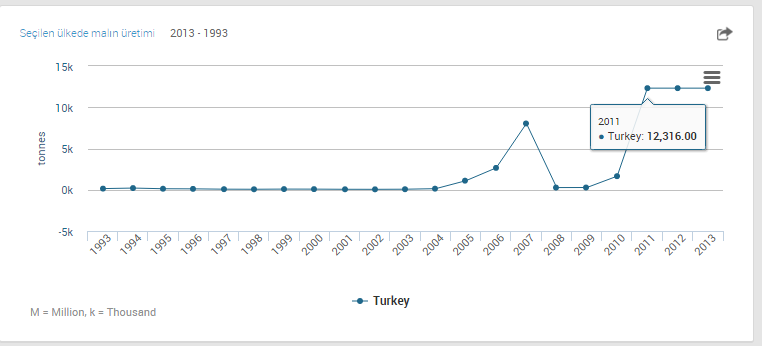 Seçilen ülkede malın üretimi 2013 - 1993
15k
10k
5k
0k
-5k
tonnes
2011
Turkey: 12,316.00
1993 1994 1995 1996 1997 1998 1999 2000 2001 2002 2003 2004 2005 2006 2007 2008 2009 2010 2011 2012 2013
Turkey
M = Million, k = Thousand